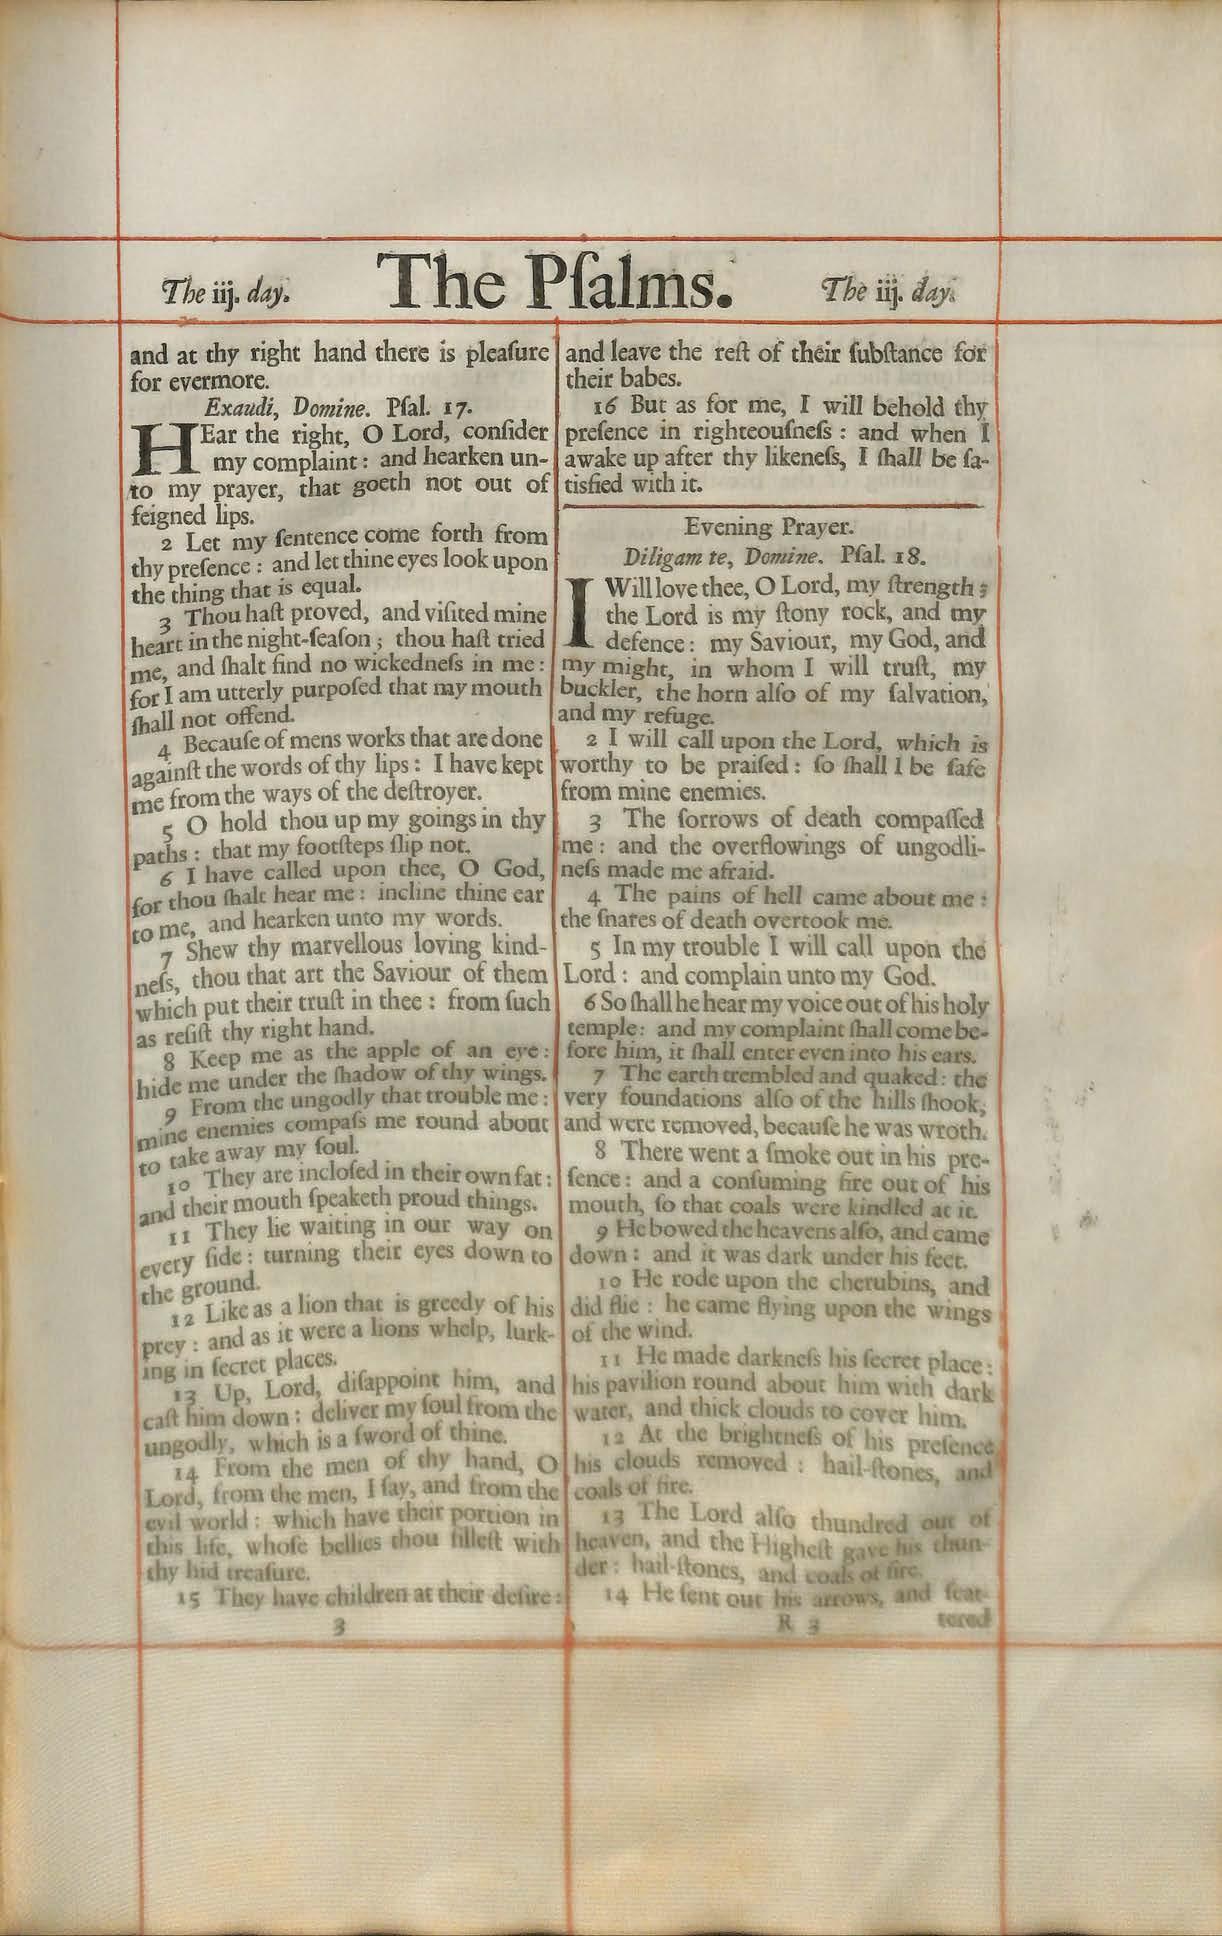 The iij. day. The Pſalms. The iij. day.
and at thy right hand there is pleaſure
for evermore.
Exaudi, Domine. Pſal. 17.
HEar the right, O Lord, conſider
my complaint: and hearken un-
to my prayer, that goeth not out of
feigned lips.
2 Let my ſentence come forth from
thy preſence: and let thine eyes look upon
the thing that is equal.
3 Thou haſt proved, and viſited mine
heart in the night-ſeaſon; thou haſt tried
me, and ſhalt find no wickedneſs in me:
for I am utterly purpoſed that my mouth
ſhall not offend.
4 Becauſe of mens works that are done
againſt the words of thy lips: I have kept
me from the ways of the deſtroyer.
5 O hold thou up my goings in thy
paths: that my footſteps ſlip not.
6 I have called upon thee, O God,
for thou ſhalt hear me: incline thine ear
to me, and hearken unto my words.
7 Shew thy marvellous loving kind-
neſs, thou that art the Saviour of them
which put their truſt in thee: from ſuch
as reſiſt thy right hand.
8 Keep me as the apple of an eye:
hide me under the ſhadow of thy wings.
9 From the ungodly that trouble me:
mine enemies compaſs me round about
to take away my ſoul.
10 They are incloſed in their own fat:
and their mouth ſpeaketh proud things.
11 They lie waiting in our way on
every ſide: turning their eyes down to
the ground.
12 Like as a lion that is greedy of his
prey: and as it were a lions whelp, lurk-
ing in ſecret places.
13 Up, Lord, diſappoint him, and
caſt him down: deliver my ſoul from the
ungodly, which is a ſword of thine.
14 From the men of thy hand, O
Lord, from the men, I ſay, and from the
evil world: which have their portion in
this life, whoſe bellies thou filleſt with
thy hid treaſure.
15 They have children at their deſire:
3
and leave the reſt of their ſubſtance for
their babes.
16 But as for me, I will behold thy
preſence in righteouſneſs: and when I
awake up after thy likeneſs, I ſhall be ſa-
tisfied with it.
Evening Prayer.
Diligam te, Domine. Pſal. 18.
I Will love thee, O Lord, my ſtrength;
the Lord is my ſtony rock, and my
defence: my Saviour, my God, and
my might, in whom I will truſt, my
buckler, the horn alſo of my ſalvation,
and my refuge.
2 I will call upon the Lord, which is
worthy to be praiſed: ſo ſhall I be ſafe
from mine enemies.
3 The ſorrows of death compaſſed
me: and the overflowings of ungodli-
neſs made me afraid.
4 The pains of hell came about me:
the ſnares of death overtook me.
5 In my trouble I will call upon the
Lord: and complain unto my God.
6 So ſhall he hear my voice out of his holy
temple: and my complaint ſhall come be-
fore him, it ſhall enter even into his ears.
7 The earth trembled and quaked: the
very foundations alſo of the hills ſhook,
and were removed, becauſe he was wroth.
8 There went a ſmoke out in his pre-
ſence: and a conſuming fire out of his
mouth, ſo that coals were kindled at it.
9 He bowed the heavens alſo, and came
down: and it was dark under his feet.
10 He rode upon the cherubins, and
did flie: he came flying upon the wings
of the wind.
11 He made darkneſs his ſecret place:
his pavilion round about him with dark
water, and thick clouds to cover him.
12 At the brightneſs of his preſence
his clouds removed: hail-ſtones, and
coals of fire.
13 The Lord alſo thundred out of
heaven, and the Higheſt gave his thun-
der: hail-ſtones, and coals of fire.
14 He ſent out his arrows, and ſcat-
R 3 tered